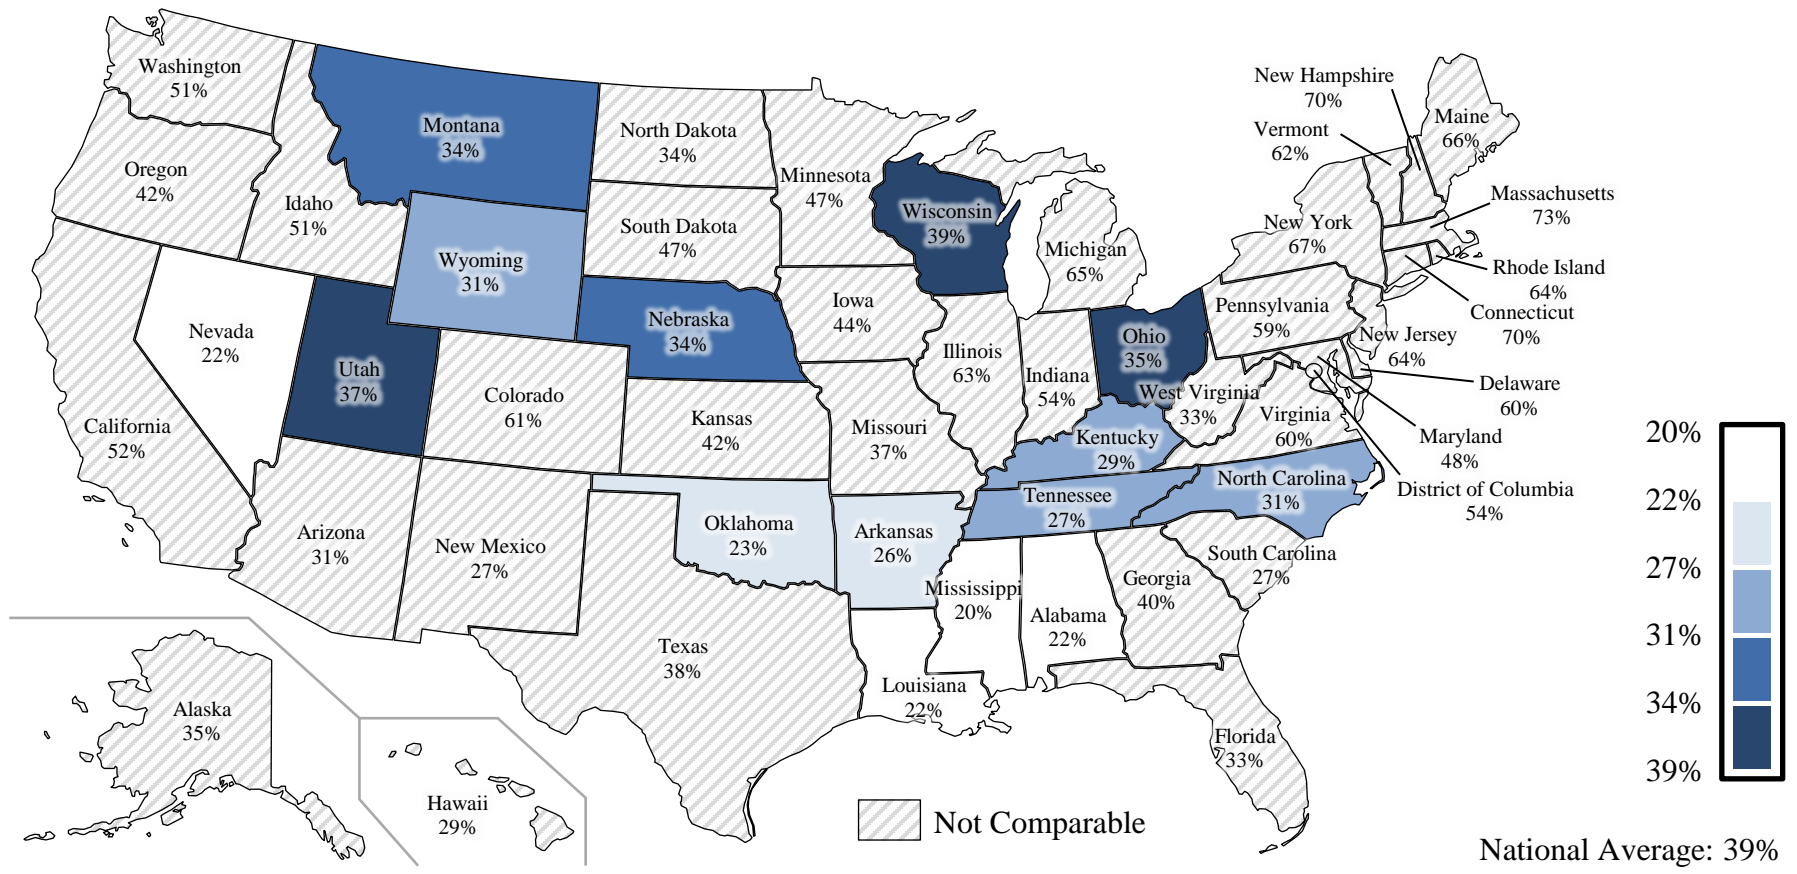 Washington
51%
Oregon
42%
California
52%
Nevada
22%
Idaho
51%
Montana
34%
Wyoming
31%
Utah
37%
Colorado
61%
Arizona
31%
New Mexico
27%
North Dakota
34%
South Dakota
47%
Nebraska
34%
Kansas
42%
Oklahoma
23%
Texas
38%
Minnesota
47%
Iowa
44%
Missouri
37%
Arkansas
26%
Louisiana
22%
Wisconsin
39%
Illinois
63%
Michigan
65%
Indiana
54%
Ohio
35%
Kentucky
29%
Tennessee
27%
Mississippi
20%
Alabama
22%
Georgia
40%
Florida
33%
South Carolina
27%
North Carolina
31%
West Virginia
33%
Virginia
60%
Pennsylvania
59%
New York
67%
New Hampshire
70%
Vermont
62%
Maine
66%
Massachusetts
73%
Rhode Island
64%
Connecticut
70%
New Jersey
64%
Delaware
60%
Maryland
48%
District of Columbia
54%
Alaska
35%
Hawaii
29%
Not Comparable
20%
22%
27%
31%
34%
39%
National Average: 39%